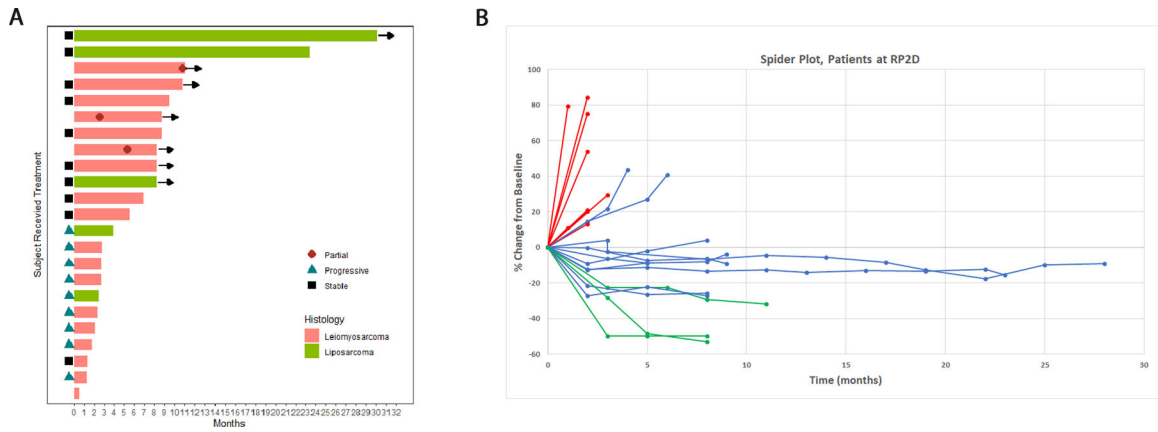 A
Subject Recevied Treatment
Partial
Progressive
Stable
Histology
Leiomyosarcoma
Liposarcoma
0 1 2 3 4 5 6 7 8 9 10 11 12 13 14 15 16 17 18 19 20 21 22 23 24 25 26 27 28 29 30 31 32
Months
B
Spider Plot, Patients at RP2D
% Change from Baseline
100
80
60
40
20
0
-20
-40
-60
0 5 10 15 20 25 30
Time (months)